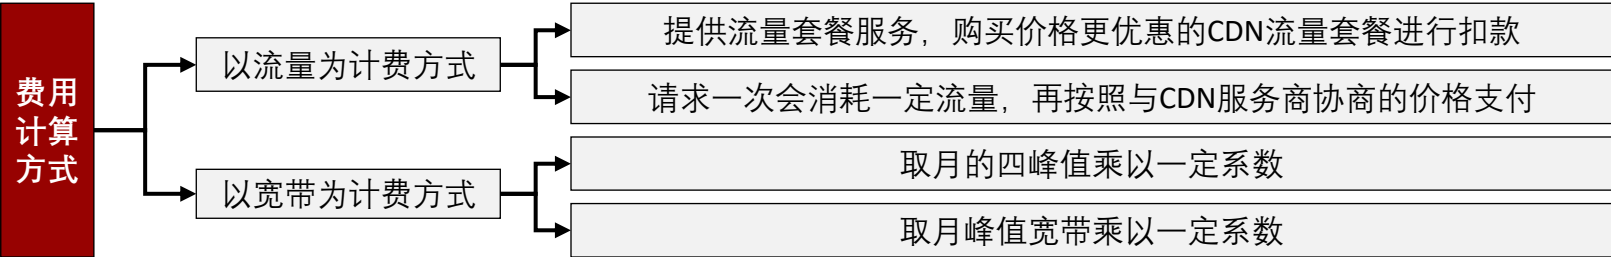 费用
计算
方式
以流量为计费方式
提供流量套餐服务，购买价格更优惠的CDN流量套餐进行扣款
请求一次会消耗一定流量，再按照与CDN服务商协商的价格支付
以宽带为计费方式
取月的四峰值乘以一定系数
取月峰值宽带乘以一定系数